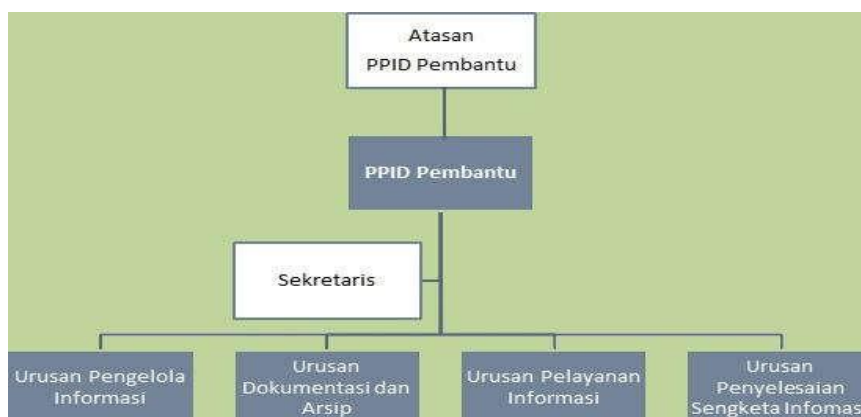 Atasan
PPID Pembantu
PPID Pembantu
Sekretaris
Urusan Pengelola
Informasi
Urusan
Dokumentasi dan
Arsip
Urusan Pelayanan
Informasi
Urusan
Penyelesaian
Sengketa Infomas